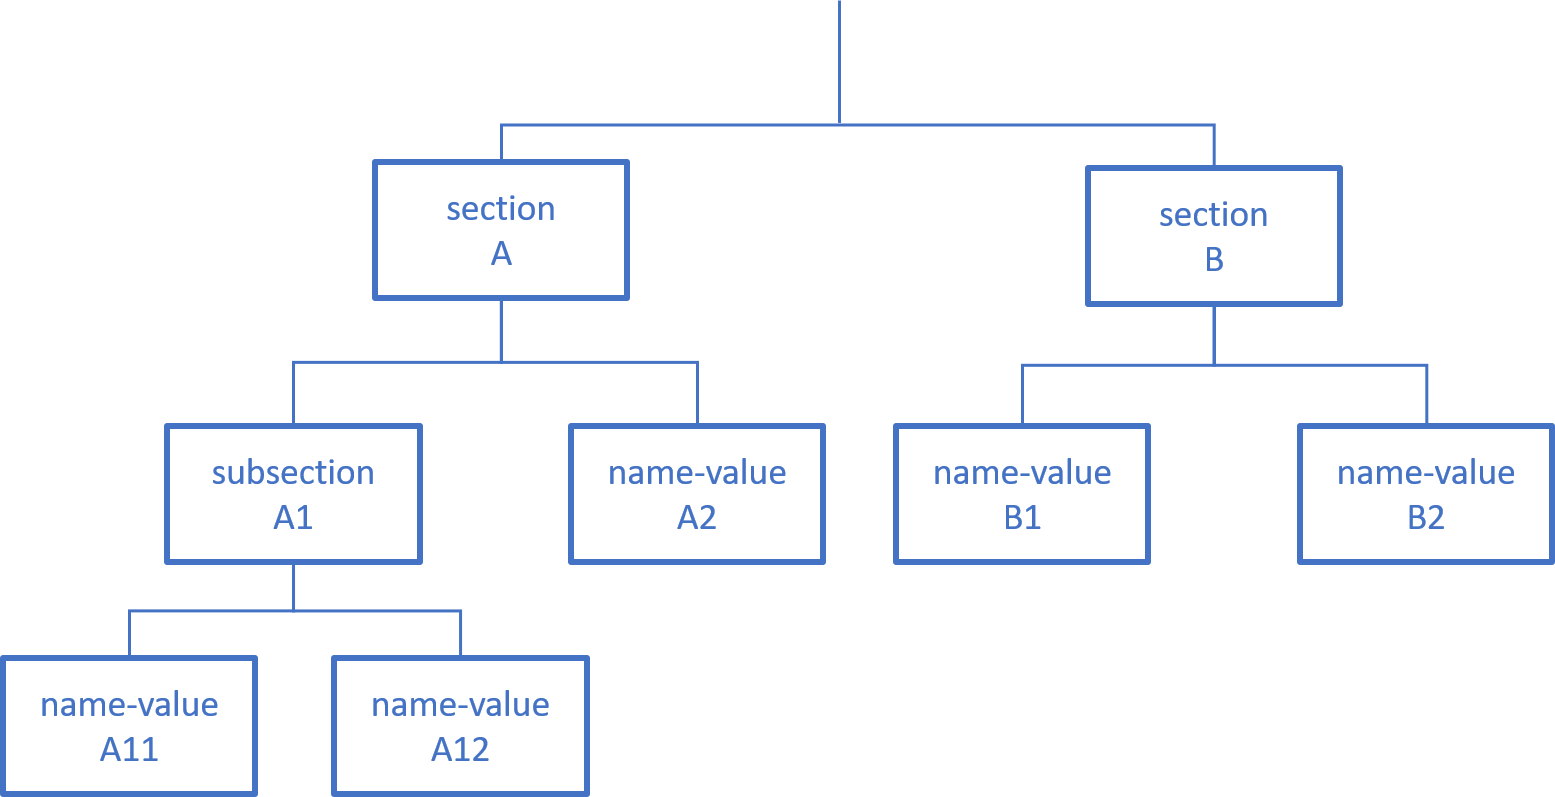 section
A
section
B
subsection
A1
name-value
A2
name-value
B1
name-value
B2
name-value
A11
name-value
A12